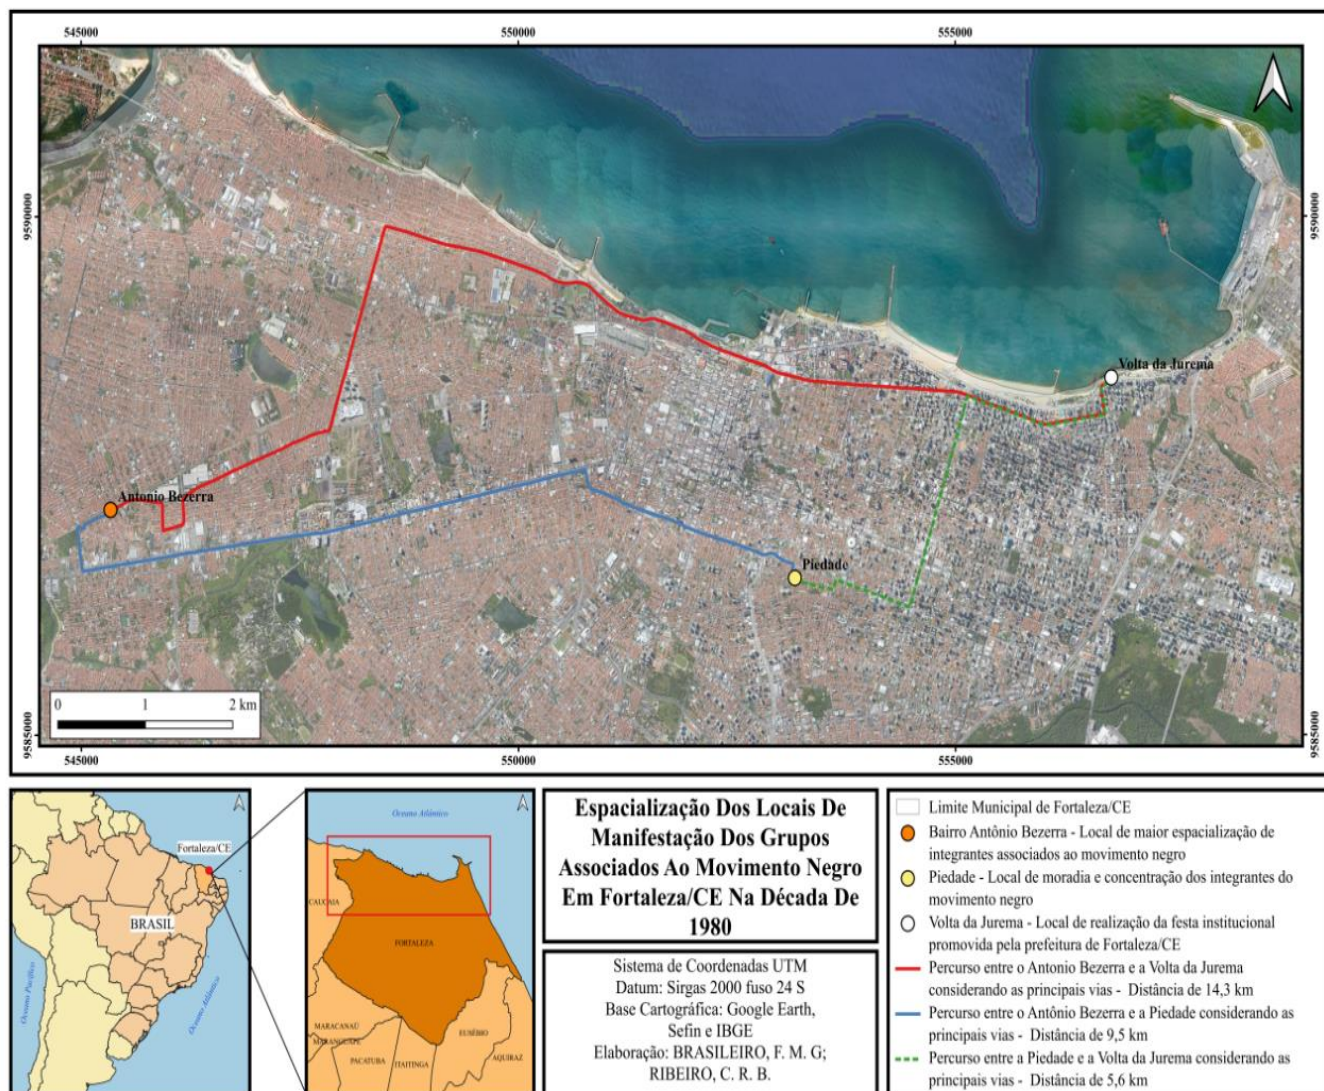 545000 550000 555000
9590000 9590000
Volta da Jurema
Antonio Bezerra
Piedade
0 1 2 km
9585000 9585000
545000 550000 555000
Fortaleza/CE
BRASIL
Oceano Pacífico
Oceano Atlântico
Oceano Atlântico
CAUCAIA
FORTALEZA
MARACANAÚ
MARANGUAPE
PACATUBA
ITAITINGA
EUSÉBIO
AQUIRAZ
Espacialização Dos Locais De
Manifestação Dos Grupos
Associados Ao Movimento Negro
Em Fortaleza/CE Na Década De
1980
Sistema de Coordenadas UTM
Datum: Sirgas 2000 fuso 24 S
Base Cartográfica: Google Earth,
Sefin e IBGE
Elaboração: BRASILEIRO, F. M. G;
RIBEIRO, C. R. B.
Limite Municipal de Fortaleza/CE
Bairro Antônio Bezerra - Local de maior espacialização de
integrantes associados ao movimento negro
Piedade - Local de moradia e concentração dos integrantes do
movimento negro
Volta da Jurema - Local de realização da festa institucional
promovida pela prefeitura de Fortaleza/CE
Percurso entre o Antonio Bezerra e a Volta da Jurema
considerando as principais vias - Distância de 14,3 km
Percurso entre o Antônio Bezerra e a Piedade considerando as
principais vias - Distância de 9,5 km
Percurso entre a Piedade e a Volta da Jurema considerando as
principais vias - Distância de 5,6 km